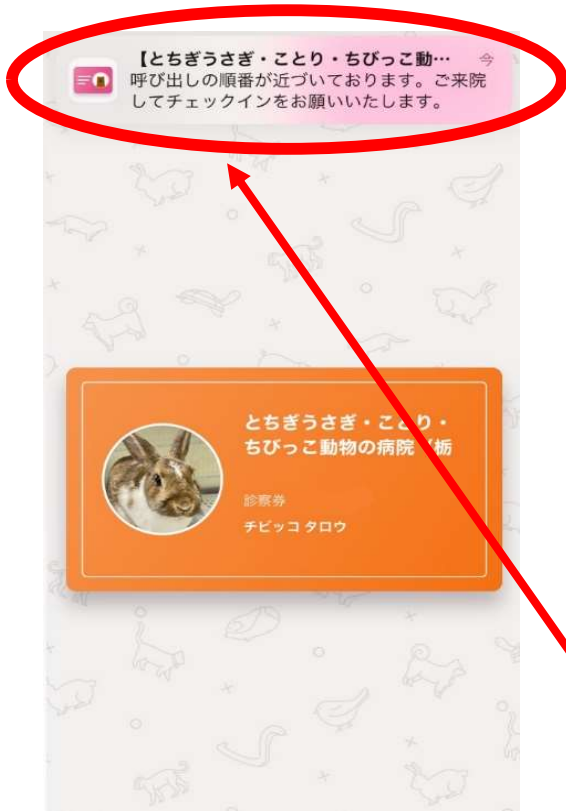 【とちぎうさぎ・ことり・ちびっこ動… 今
呼び出しの順番が近づいております。ご来院
してチェックインをお願いいたします。
とちぎうさぎ・ことり・
ちびっこ動物の病院 栃
診察券
チビッコ タロウ